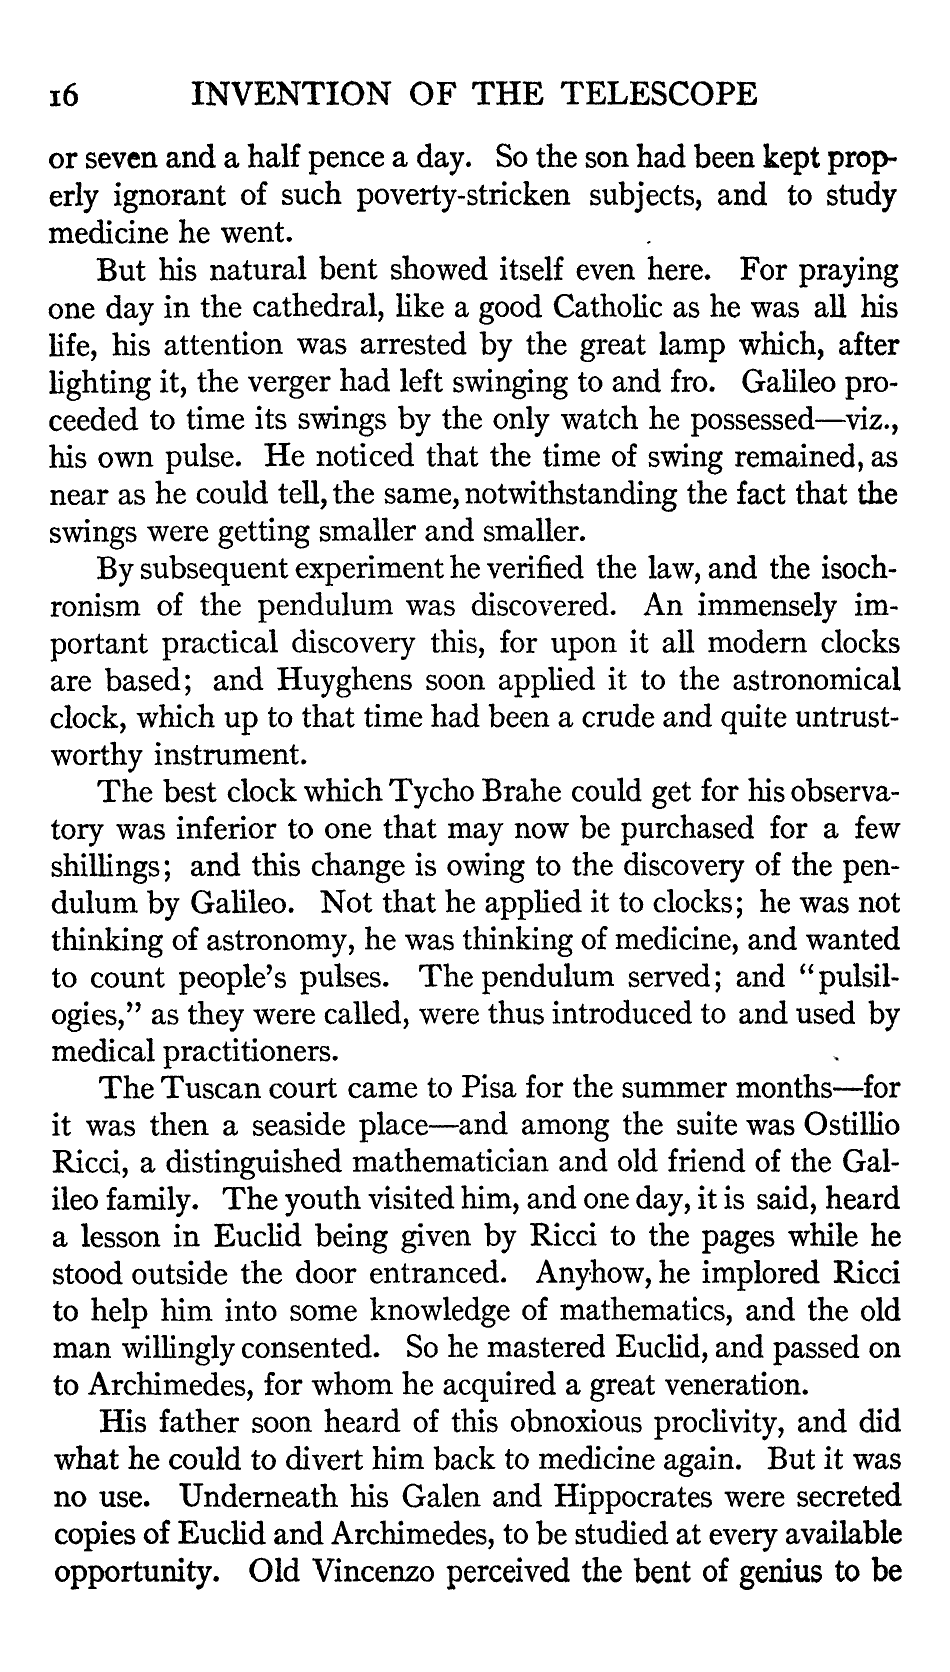 16 INVENTION OF THE TELESCOPE
or seven and a half pence a day. So the son had been kept prop-
erly ignorant of such poverty-stricken subjects, and to study
medicine he went.
But his natural bent showed itself even here. For praying
one day in the cathedral, like a good Catholic as he was all his
life, his attention was arrested by the great lamp which, after
lighting it, the verger had left swinging to and fro. Galileo pro-
ceeded to time its swings by the only watch he possessed—viz.,
his own pulse. He noticed that the time of swing remained, as
near as he could tell, the same, notwithstanding the fact that the
swings were getting smaller and smaller.
By subsequent experiment he verified the law, and the isoch-
ronism of the pendulum was discovered. An immensely im-
portant practical discovery this, for upon it all modern clocks
are based; and Huyghens soon applied it to the astronomical
clock, which up to that time had been a crude and quite untrust-
worthy instrument.
The best clock which Tycho Brahe could get for his observa-
tory was inferior to one that may now be purchased for a few
shillings; and this change is owing to the discovery of the pen-
dulum by Galileo. Not that he applied it to clocks; he was not
thinking of astronomy, he was thinking of medicine, and wanted
to count people's pulses. The pendulum served; and "pulsil-
ogies," as they were called, were thus introduced to and used by
medical practitioners.
The Tuscan court came to Pisa for the summer months—for
it was then a seaside place—and among the suite was Ostillio
Ricci, a distinguished mathematician and old friend of the Gal-
ileo family. The youth visited him, and one day, it is said, heard
a lesson in Euclid being given by Ricci to the pages while he
stood outside the door entranced. Anyhow, he implored Ricci
to help him into some knowledge of mathematics, and the old
man willingly consented. So he mastered Euclid, and passed on
to Archimedes, for whom he acquired a great veneration.
His father soon heard of this obnoxious proclivity, and did
what he could to divert him back to medicine again. But it was
no use. Underneath his Galen and Hippocrates were secreted
copies of Euclid and Archimedes, to be studied at every available
opportunity. Old Vincenzo perceived the bent of genius to be